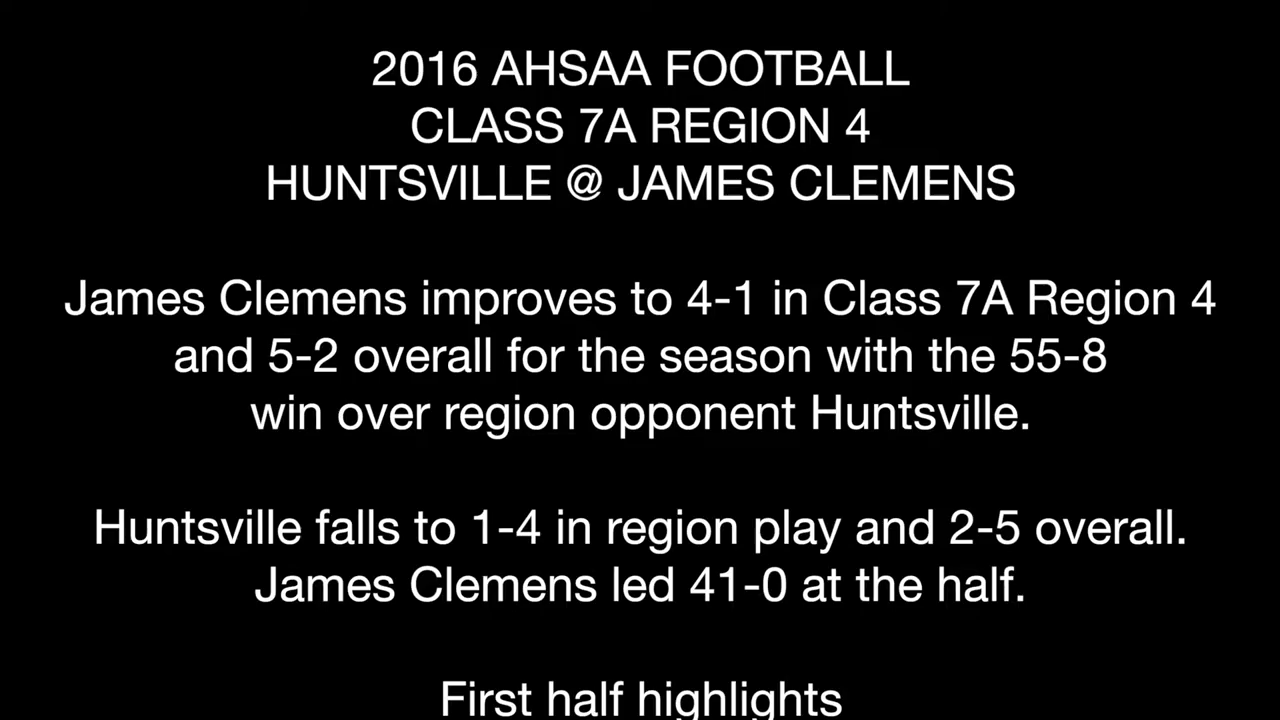 2016 AHSAA FOOTBALL
CLASS 7A REGION 4
HUNTSVILLE @ JAMES CLEMENS
James Clemens improves to 4-1 in Class 7A Region 4
and 5-2 overall for the season with the 55-8
win over region opponent Huntsville.
Huntsville falls to 1-4 in region play and 2-5 overall.
James Clemens led 41-0 at the half.
First half highlights